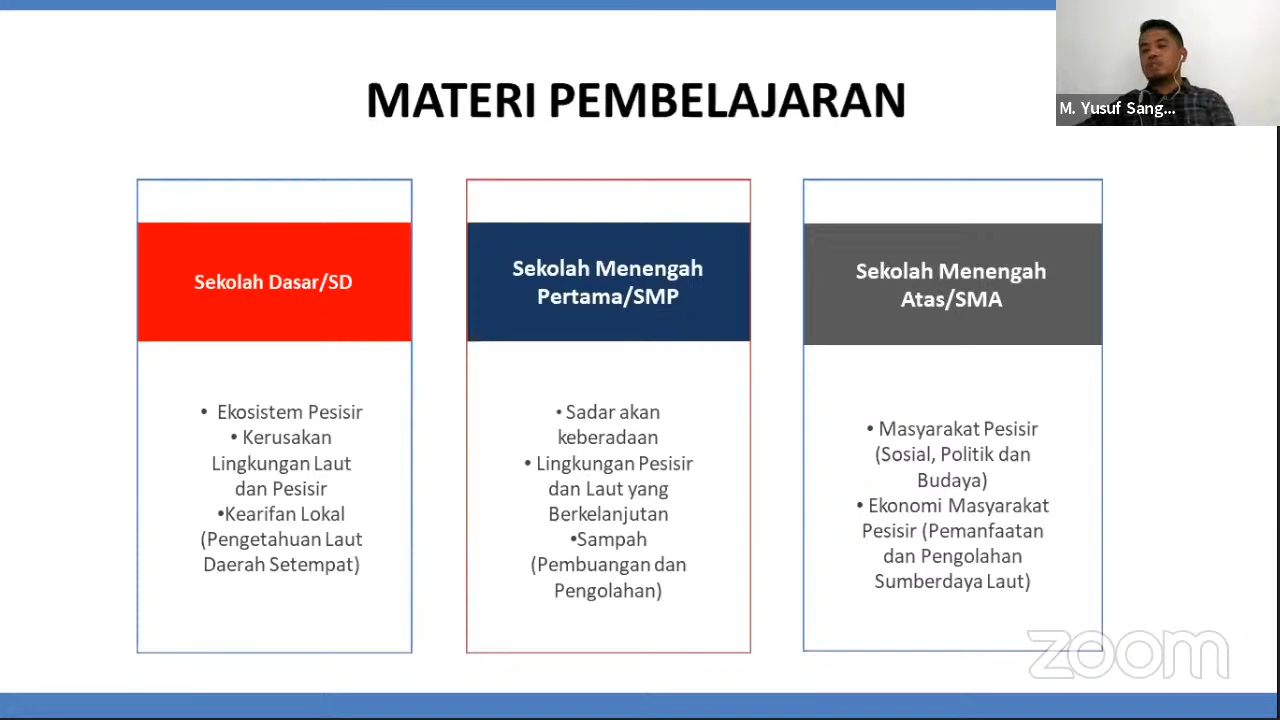 MATERI PEMBELAJARAN
M. Yusuf Sang...
Sekolah Dasar/SD
• Ekosistem Pesisir
• Kerusakan
Lingkungan Laut
dan Pesisir
•Kearifan Lokal
(Pengetahuan Laut
Daerah Setempat)
Sekolah Menengah
Pertama/SMP
• Sadar akan
keberadaan
• Lingkungan Pesisir
dan Laut yang
Berkelanjutan
•Sampah
(Pembuangan dan
Pengolahan)
Sekolah Menengah
Atas/SMA
• Masyarakat Pesisir
(Sosial, Politik dan
Budaya)
• Ekonomi Masyarakat
Pesisir (Pemanfaatan
dan Pengolahan
Sumberdaya Laut)
zoom